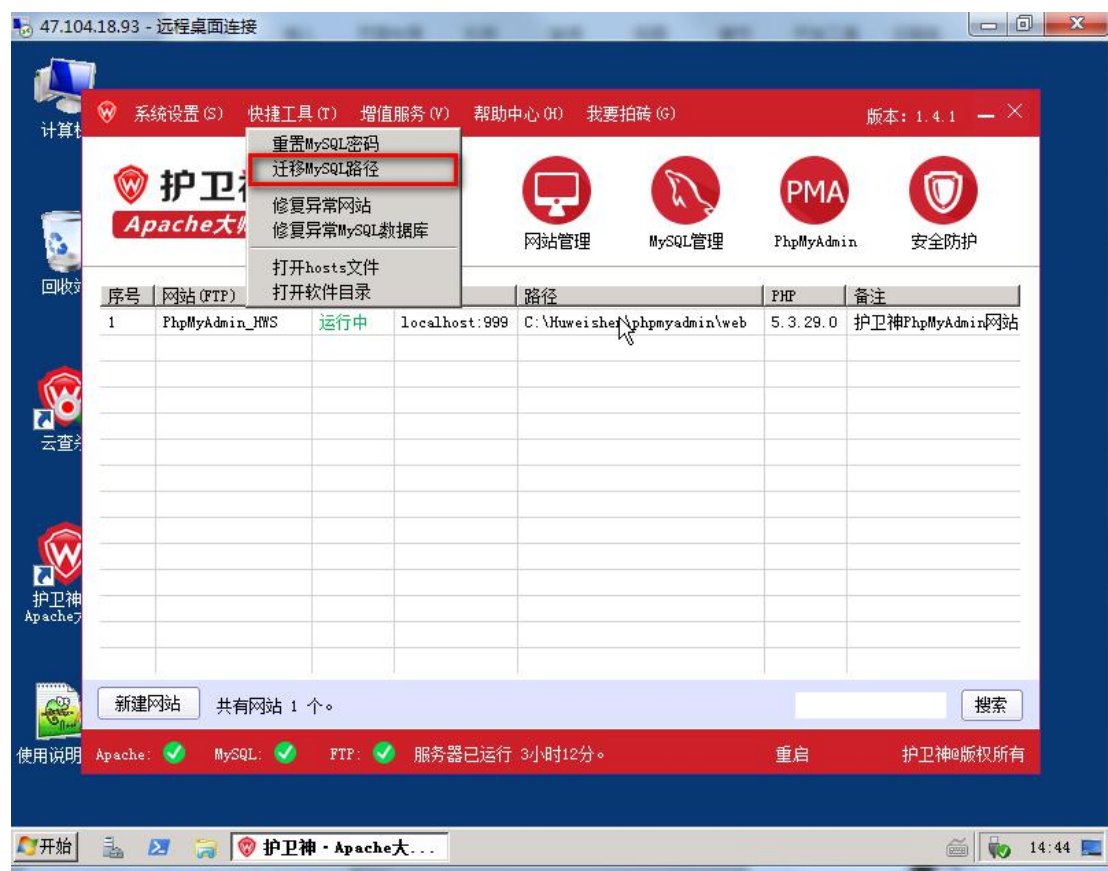 47.104.18.93 - 远程桌面连接
系统设置(S) 快捷工具(T) 增值服务(V) 帮助中心(H) 我要拍砖(G) 版本: 1.4.1
重置MySQL密码
迁移MySQL路径
修复异常网站
修复异常MySQL数据库
打开hosts文件
打开软件目录
护卫
Apache大
网站管理 MySQL管理 PhpMyAdmin 安全防护
PMA
序号 网站(FTP) 路径 PHP 备注
1 PhpMyAdmin_HWS 运行中 localhost:999 C:\Huweishen\phpmyadmin\web 5.3.29.0 护卫神PhpMyAdmin网站
新建网站 共有网站 1 个。 搜索
Apache: MySQL: FTP: 服务器已运行 3小时12分。 重启 护卫神@版权所有
计算
回收
云查
护卫神
Apache
使用说明
开始 护卫神·Apache大... 14:44